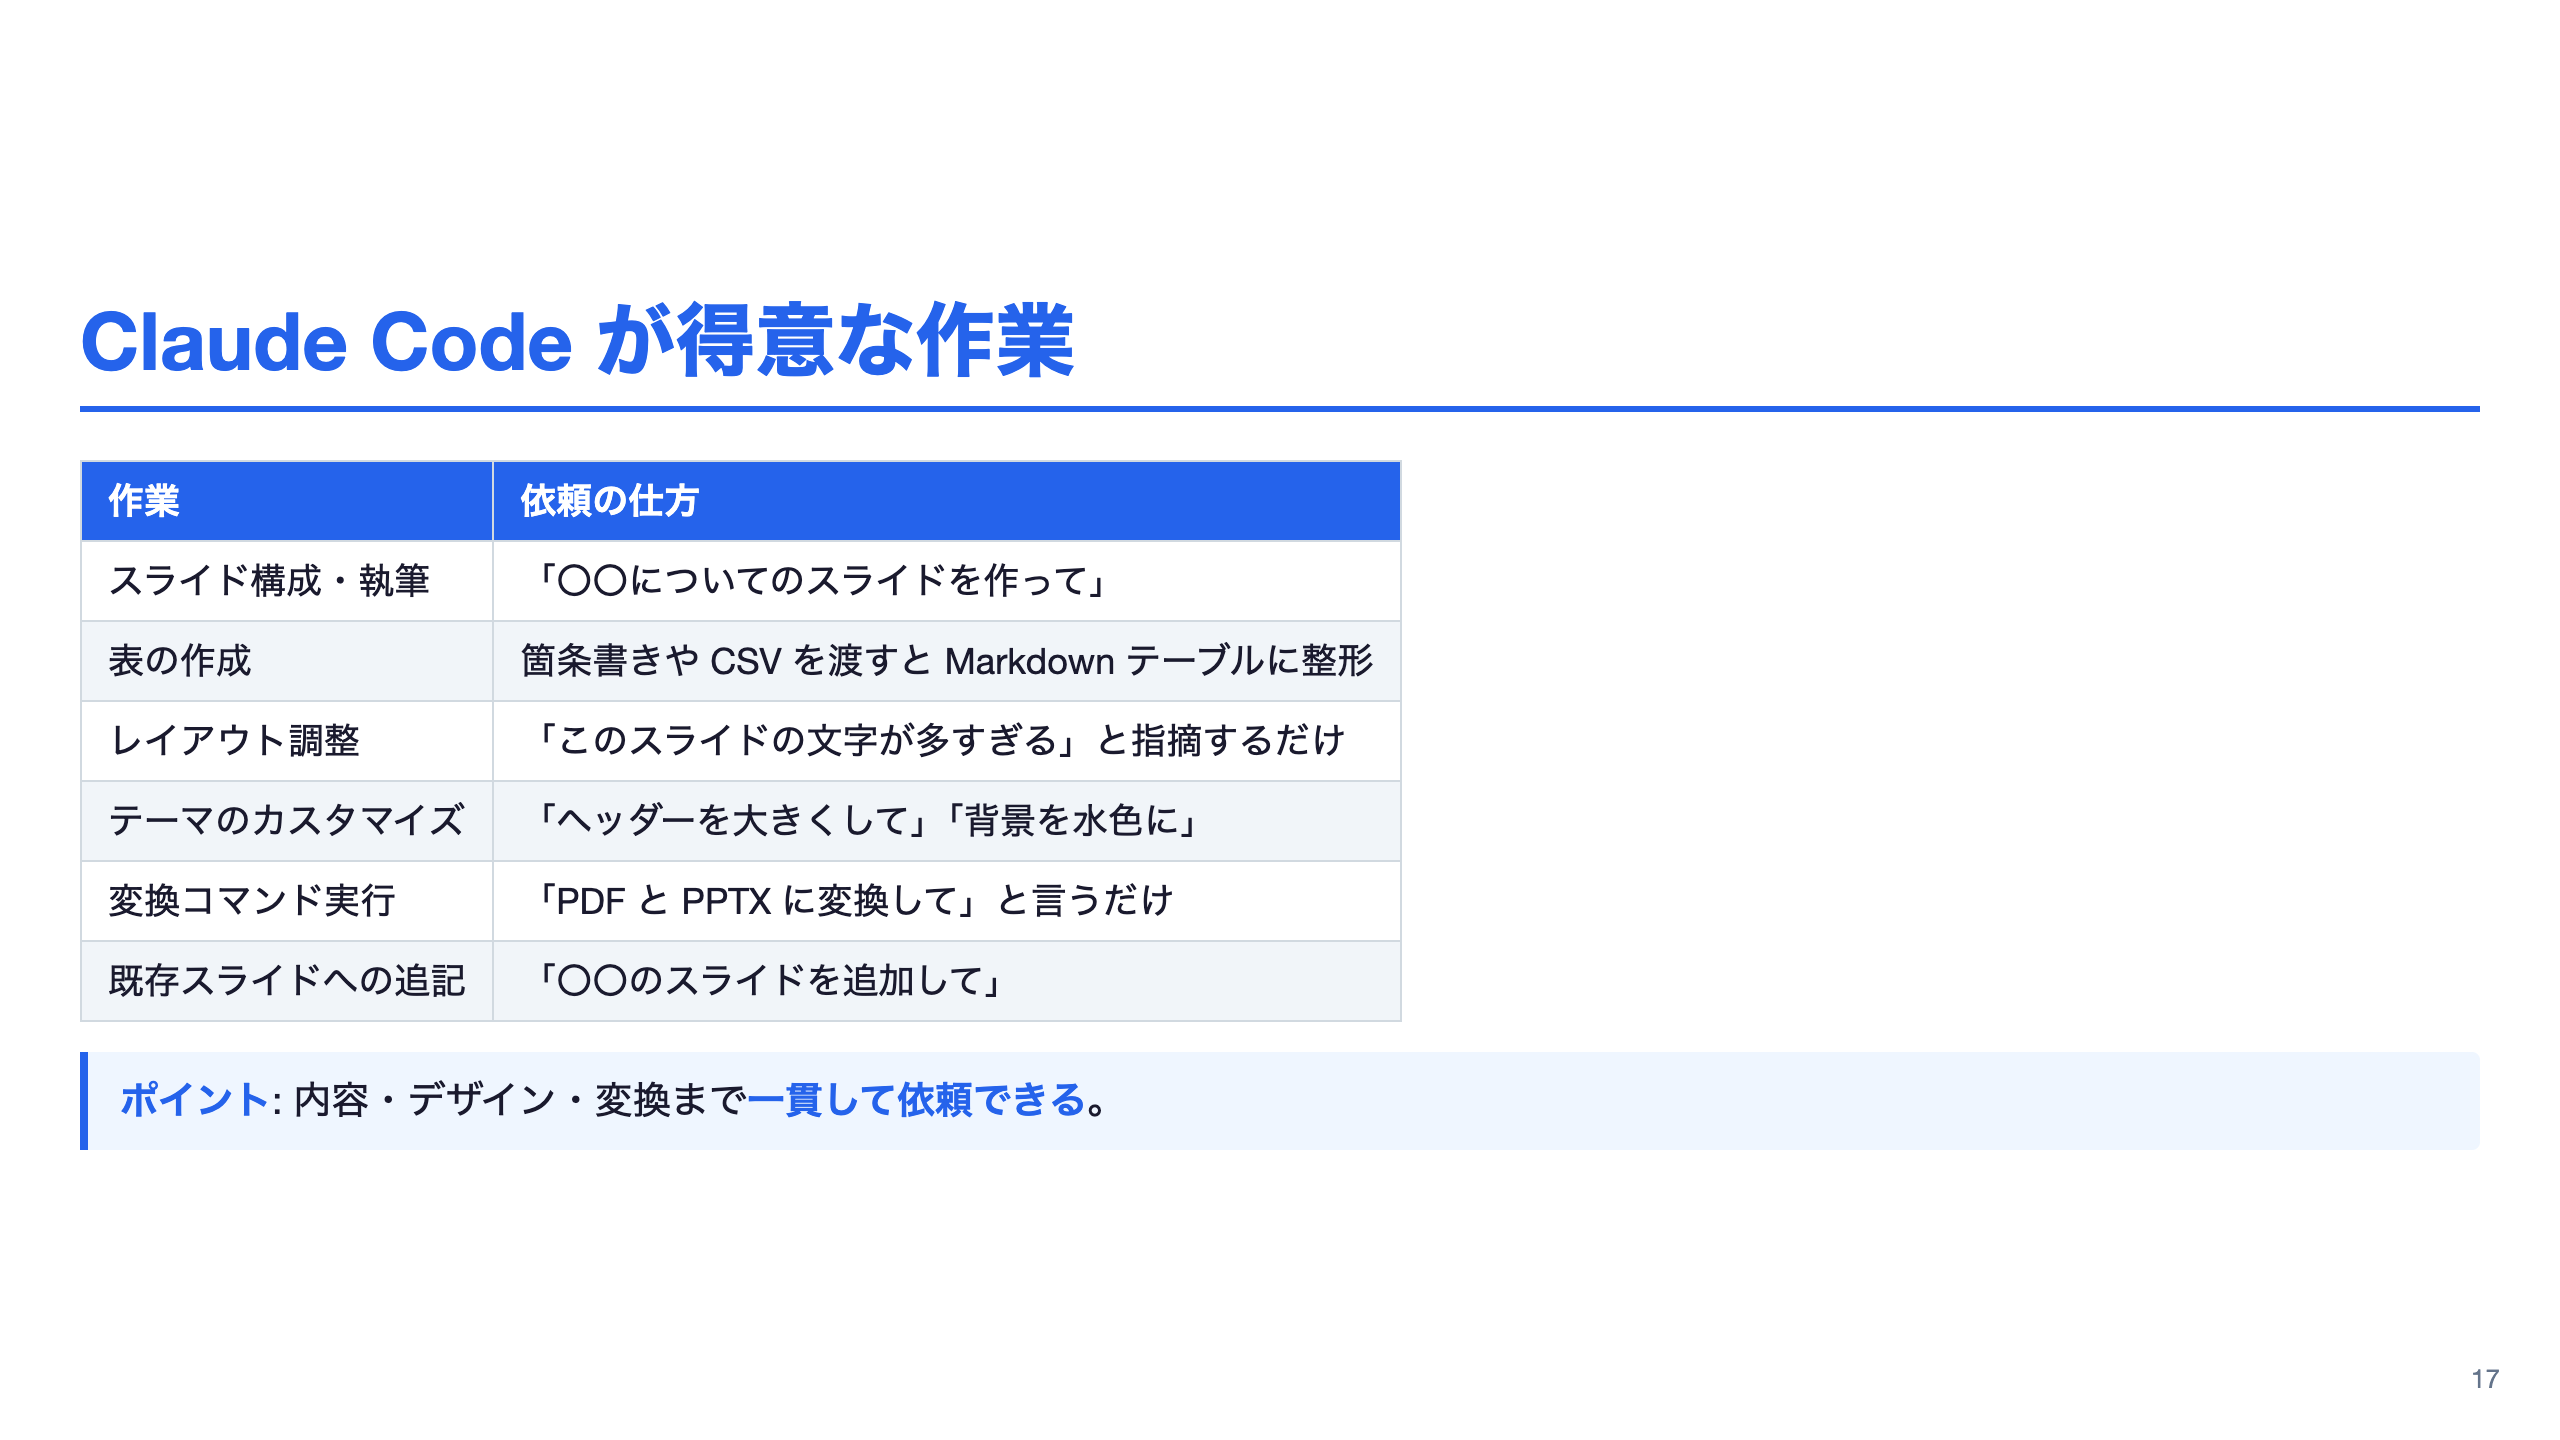 Claude Code が得意な作業
作業 依頼の仕方
スライド構成・執筆 「〇〇についてのスライドを作って」
表の作成 箇条書きや CSV を渡すと Markdown テーブルに整形
レイアウト調整 「このスライドの文字が多すぎる」と指摘するだけ
テーマのカスタマイズ 「ヘッダーを大きくして」「背景を水色に」
変換コマンド実行 「PDF と PPTX に変換して」と言うだけ
既存スライドへの追記 「〇〇のスライドを追加して」
ポイント: 内容・デザイン・変換まで一貫して依頼できる。
17